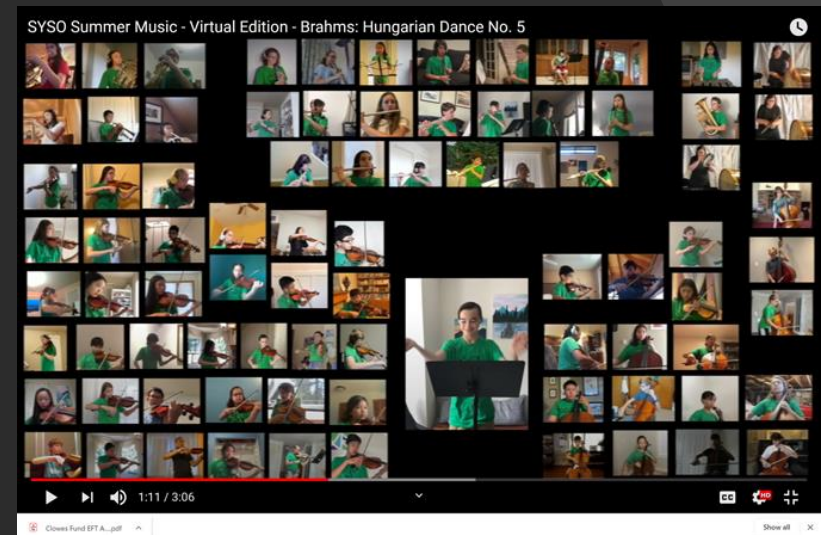 SYSO Summer Music - Virtual Edition - Brahms: Hungarian Dance No. 5
1:11 / 3:06
CC
HD
Clowes Fund EFT A....pdf
Show all